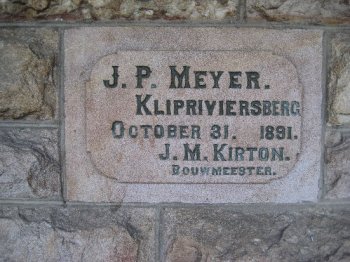 J. P. MEYER.
KLIPRIVIERSBERG
OCTOBER 31. 1891.
J. M. KIRTON.
BOUWMEESTER.